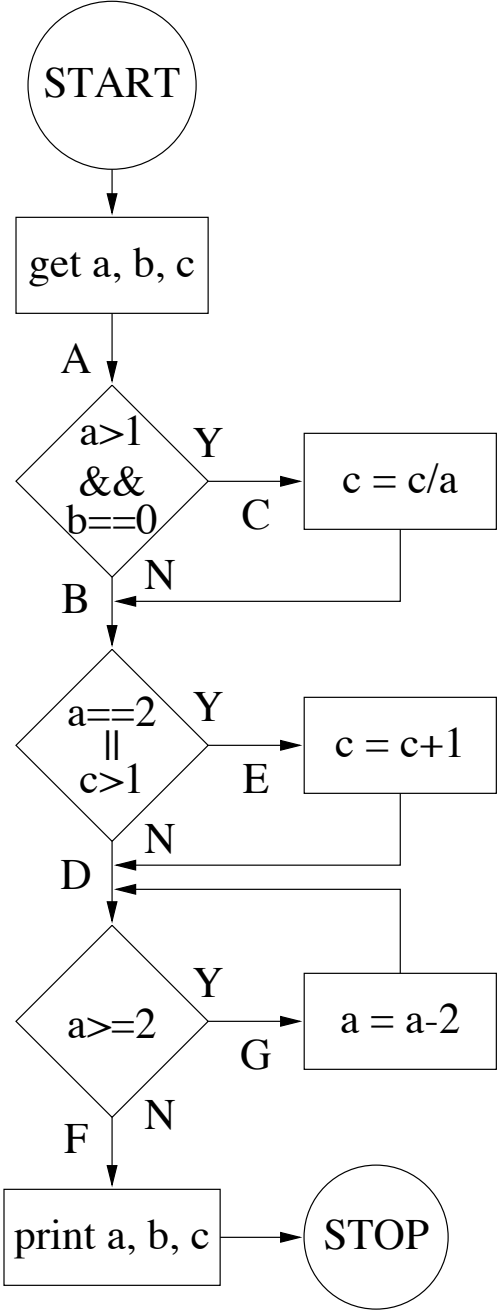 START
get a, b, c
A
a>1
&&
b==0
Y
C
c = c/a
N
B
a==2
||
c>1
Y
E
c = c+1
N
D
a>=2
Y
G
a = a-2
N
F
print a, b, c
STOP